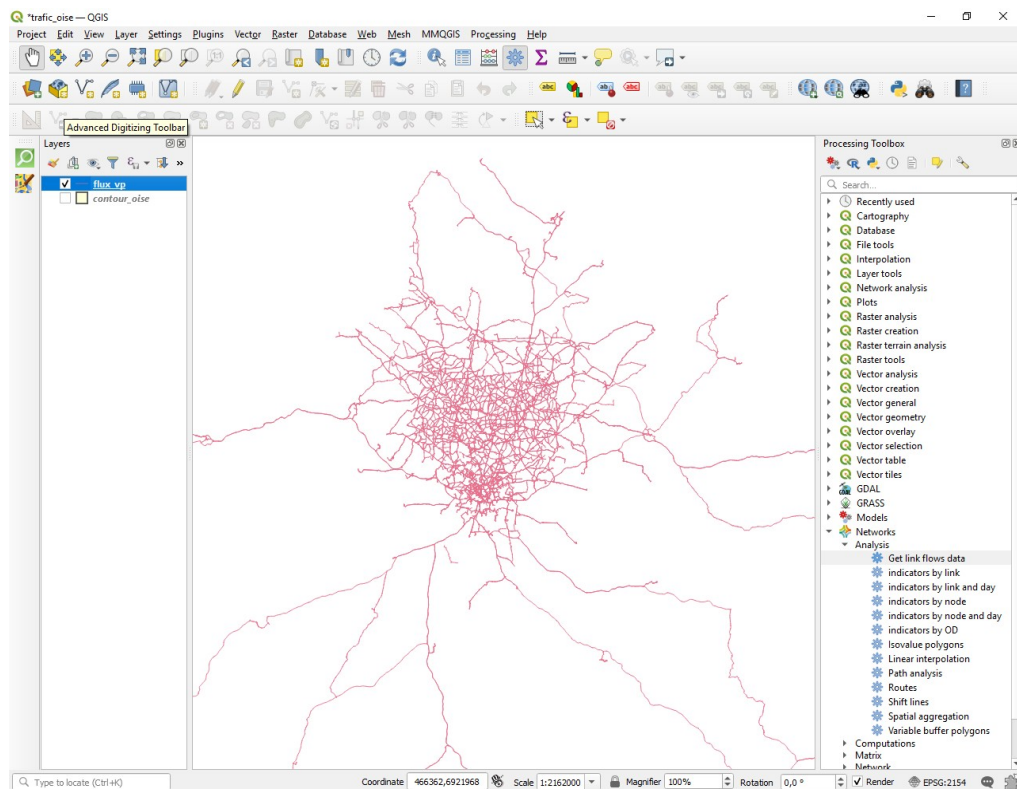 *trafic_oise — QGIS
Project Edit View Layer Settings Plugins Vector Raster Database Web Mesh MMQGIS Processing Help
Advanced Digitizing Toolbar
Layers
flux_vp
contour_oise
Processing Toolbox
Search...
Recently used
Cartography
Database
File tools
Interpolation
Layer tools
Network analysis
Plots
Raster analysis
Raster creation
Raster terrain analysis
Raster tools
Vector analysis
Vector creation
Vector general
Vector geometry
Vector overlay
Vector selection
Vector table
Vector tiles
GDAL
GRASS
Models
Networks
Analysis
Get link flows data
indicators by link
indicators by link and day
indicators by node
indicators by node and day
indicators by OD
Isovalue polygons
Linear interpolation
Path analysis
Routes
Shift lines
Spatial aggregation
Variable buffer polygons
Computations
Matrix
Network
Type to locate (Ctrl+K) Coordinate 466362,6921968 Scale 1:2162000 Magnifier 100% Rotation 0,0 ° Render EPSG:2154